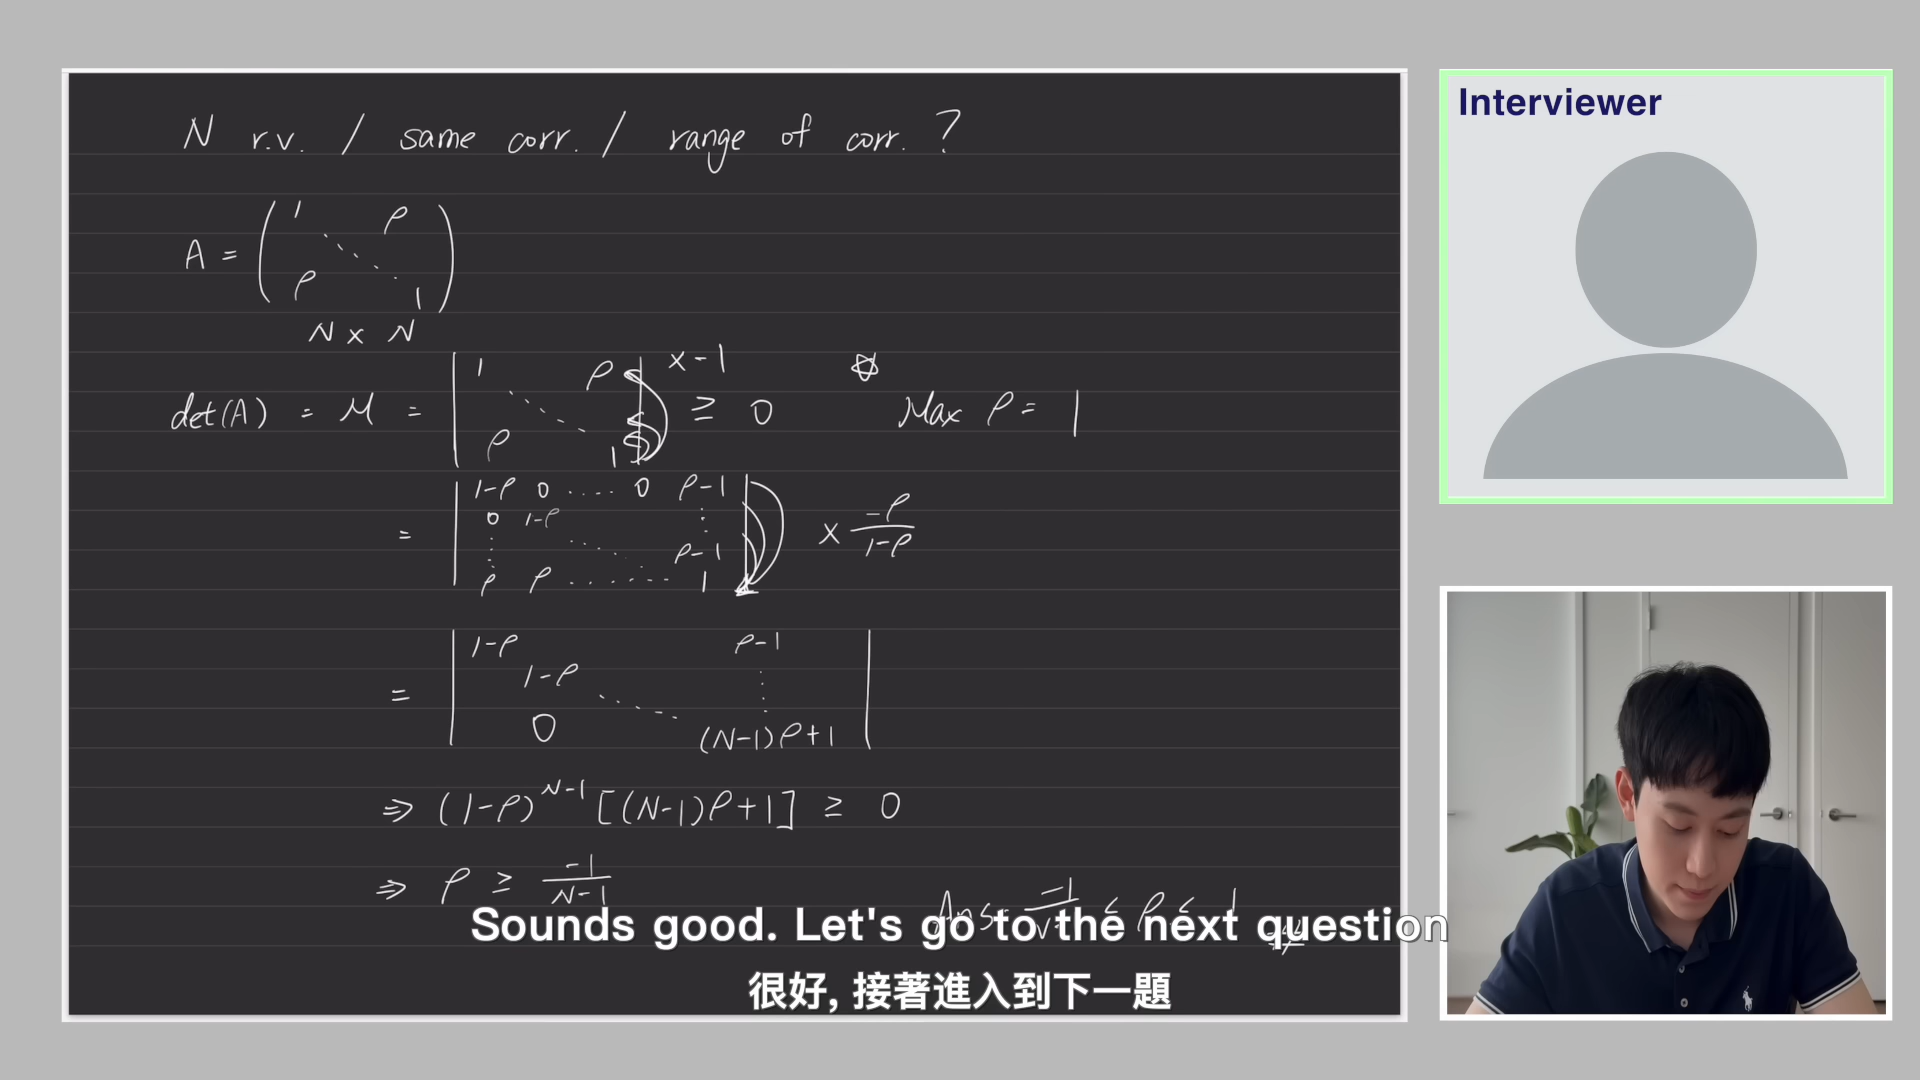 N r.v. / same corr. / range of corr. ?
A = ( 1 ρ ⋱ ρ 1 )
N x N
det(A) = M = | 1 ρ ⋱ ρ 1 | x -1 ≥ 0
☆ Max ρ = 1
= | 1-ρ 0 ..... 0 ρ-1
0 1-ρ
ρ-1
ρ ρ ....... 1 | x -ρ/1-ρ
= | 1-ρ ρ-1
1-ρ
0 (N-1)ρ+1 |
⇒ (1-ρ)^N-1 [(N-1)ρ+1] ≥ 0
⇒ ρ ≥ -1/N-1
Sounds good. Let's go to the next question
很好, 接著進入到下一題
Interviewer